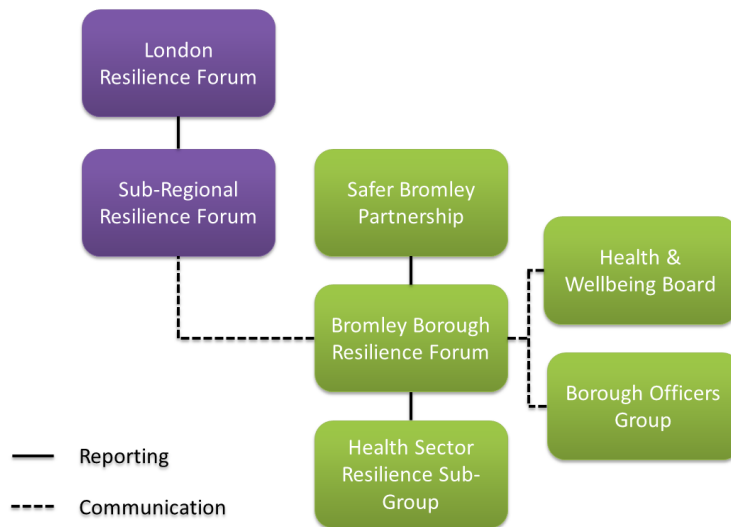 London
Resilience Forum
Sub-Regional
Resilience Forum
Safer Bromley
Partnership
Health &
Wellbeing Board
Bromley Borough
Resilience Forum
Borough Officers
Group
Health Sector
Resilience Sub-
Group
Reporting
Communication